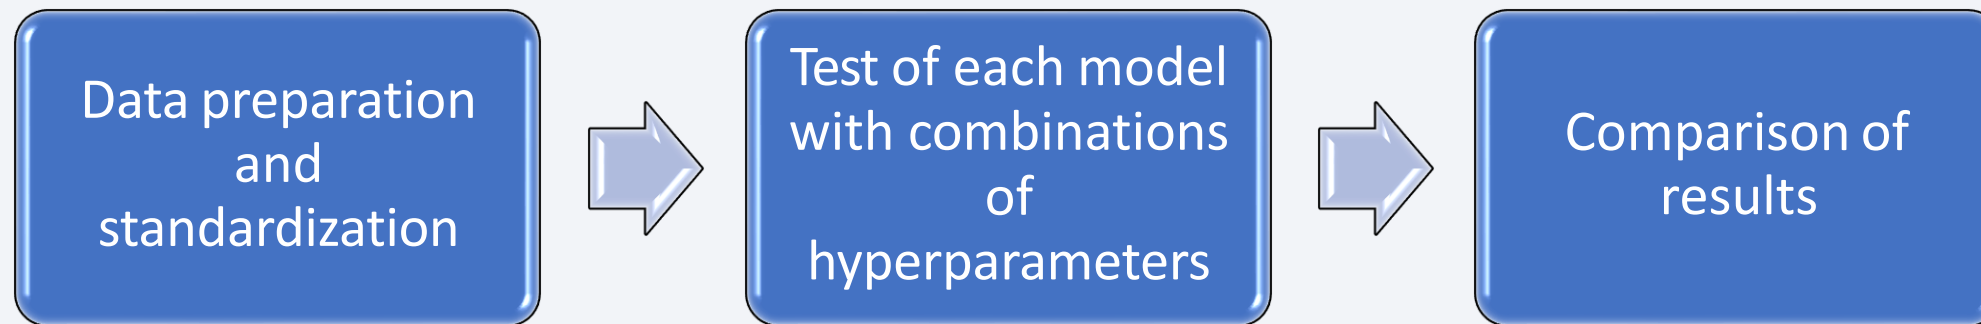 Data preparation
and
standardization
Test of each model
with combinations
of
hyperparameters
Comparison of
results